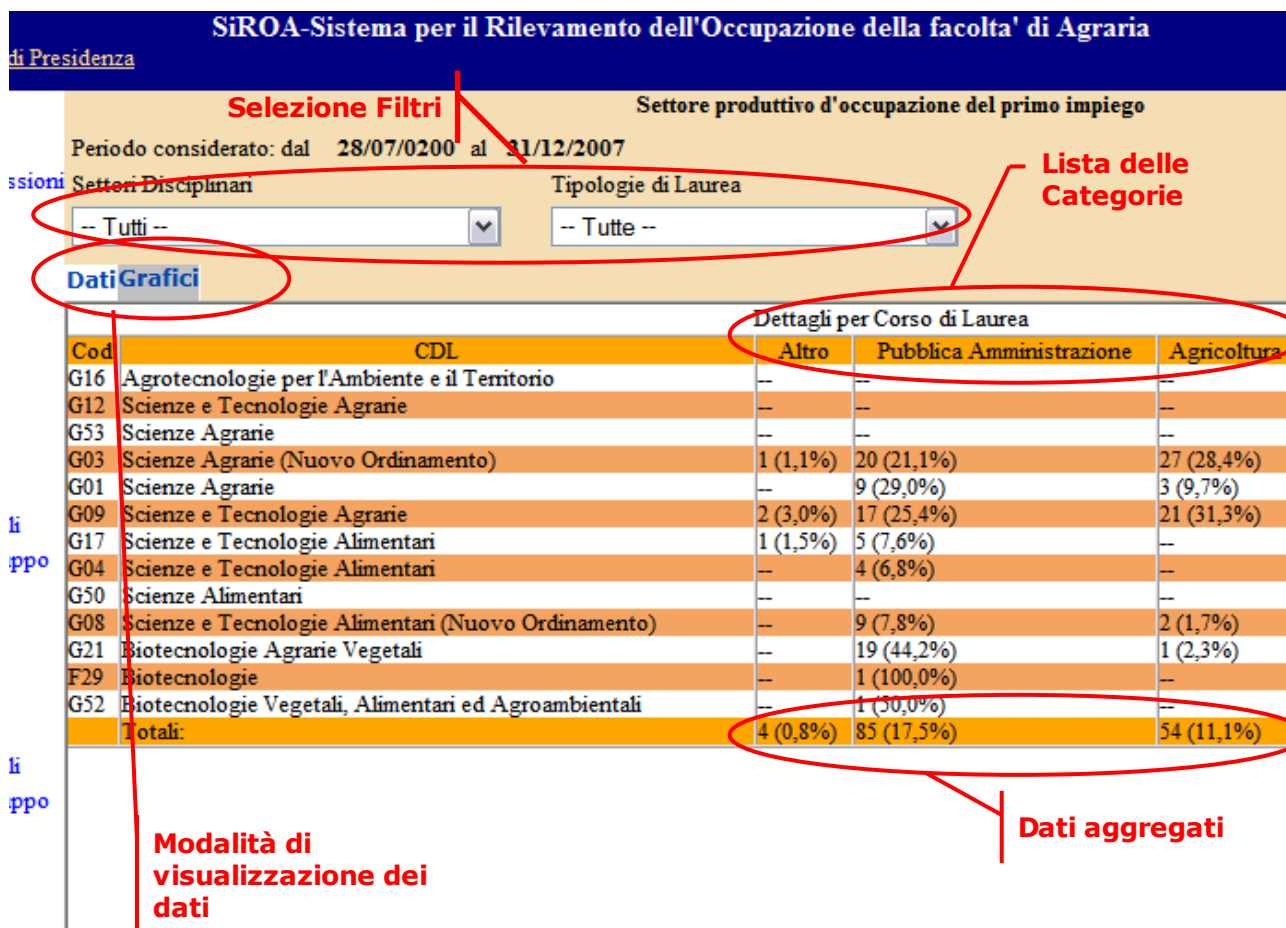 SiROA-Sistema per il Rilevamento dell'Occupazione della facolta' di Agraria
di Presidenza
Selezione Filtri
Settore produttivo d'occupazione del primo impiego
Periodo considerato: dal 28/07/0200 al 31/12/2007
ssioni
Settori Disciplinari Tipologie di Laurea
Lista delle
Categorie
-- Tutti -- -- Tutte --
Dati Grafici
Dettagli per Corso di Laurea
Cod CDL Altro Pubblica Amministrazione Agricoltura
G16 Agrotecnologie per l'Ambiente e il Territorio -- -- --
G12 Scienze e Tecnologie Agrarie -- -- --
G53 Scienze Agrarie -- -- --
G03 Scienze Agrarie (Nuovo Ordinamento) 1 (1,1%) 20 (21,1%) 27 (28,4%)
G01 Scienze Agrarie -- 9 (29,0%) 3 (9,7%)
G09 Scienze e Tecnologie Agrarie 2 (3,0%) 17 (25,4%) 21 (31,3%)
li
G17 Scienze e Tecnologie Alimentari 1 (1,5%) 5 (7,6%) --
ppo
G04 Scienze e Tecnologie Alimentari -- 4 (6,8%) --
G50 Scienze Alimentari -- -- --
G08 Scienze e Tecnologie Alimentari (Nuovo Ordinamento) -- 9 (7,8%) 2 (1,7%)
G21 Biotecnologie Agrarie Vegetali -- 19 (44,2%) 1 (2,3%)
F29 Biotecnologie -- 1 (100,0%) --
G52 Biotecnologie Vegetali, Alimentari ed Agroambientali -- 1 (50,0%) --
Totali: 4 (0,8%) 85 (17,5%) 54 (11,1%)
li
ppo
Dati aggregati
Modalità di
visualizzazione dei
dati